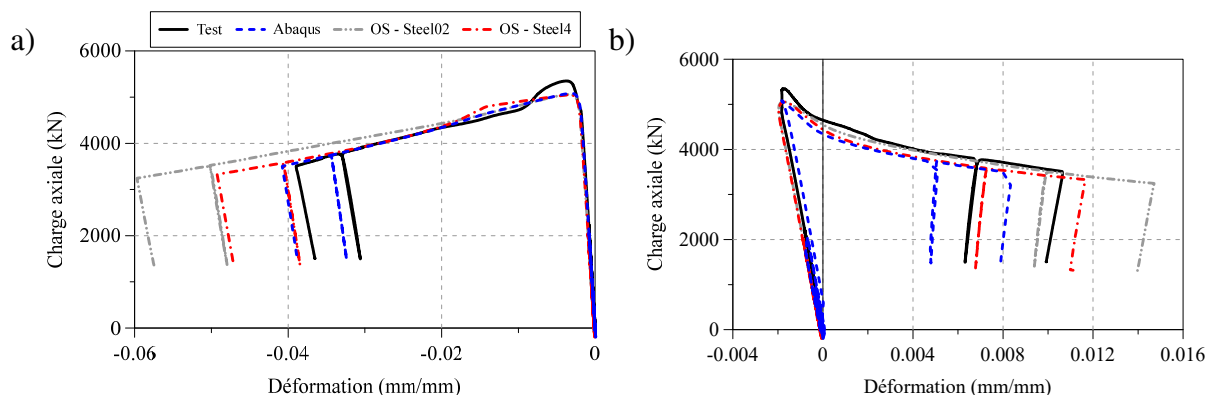 a)
Test Abaqus OS - Steel02 OS - Steel4
b)
6000
4000
2000
0
Charge axiale (kN)
-0.06 -0.04 -0.02 0
Déformation (mm/mm)
6000
4000
2000
0
Charge axiale (kN)
-0.004 0 0.004 0.008 0.012 0.016
Déformation (mm/mm)